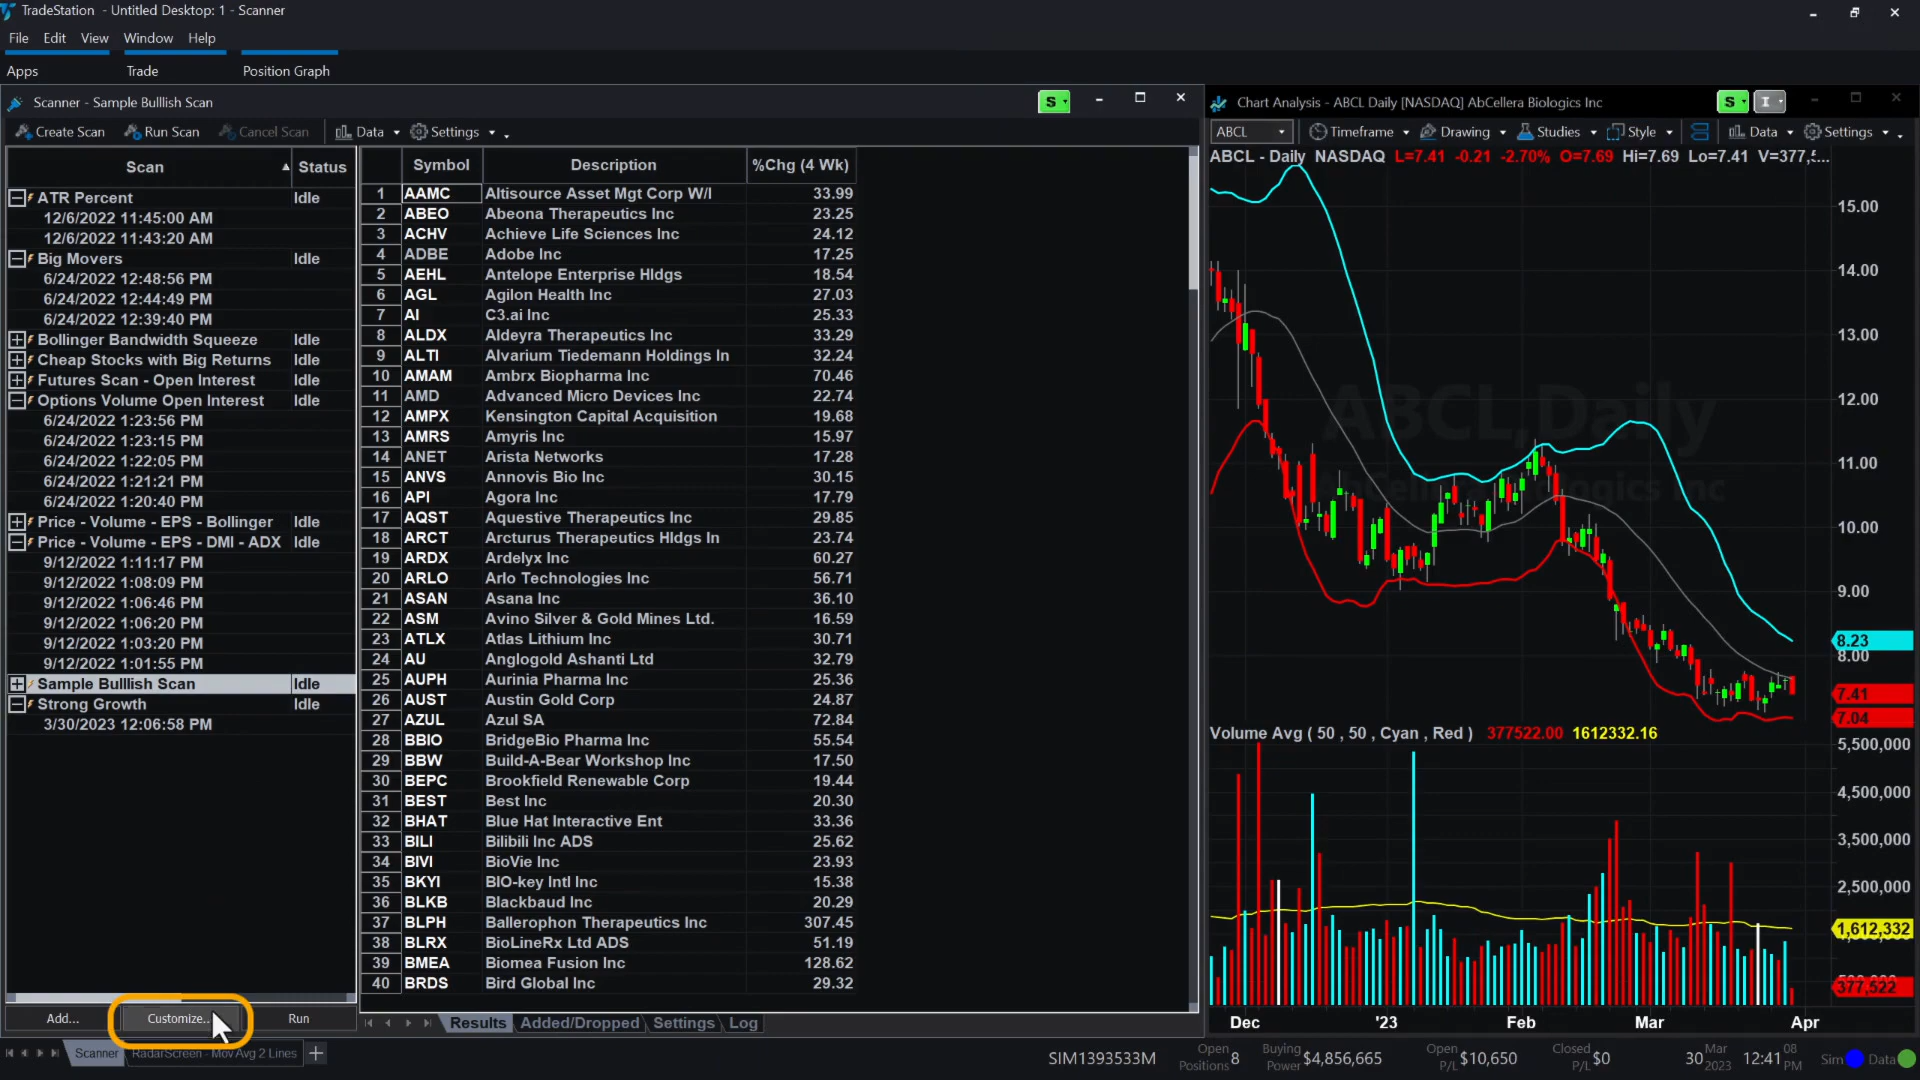 TradeStation - Untitled Desktop: 1 - Scanner
File Edit View Window Help
Apps Trade Position Graph
Scanner - Sample Bulllish Scan S
Create Scan Run Scan Cancel Scan Data Settings
Scan Status
ATR Percent Idle
12/6/2022 11:45:00 AM
12/6/2022 11:43:20 AM
Big Movers Idle
6/24/2022 12:48:56 PM
6/24/2022 12:44:49 PM
6/24/2022 12:39:40 PM
Bollinger Bandwidth Squeeze Idle
Cheap Stocks with Big Returns Idle
Futures Scan - Open Interest Idle
Options Volume Open Interest Idle
6/24/2022 1:23:56 PM
6/24/2022 1:23:15 PM
6/24/2022 1:22:05 PM
6/24/2022 1:21:21 PM
6/24/2022 1:20:40 PM
Price - Volume - EPS - Bollinger Idle
Price - Volume - EPS - DMI - ADX Idle
9/12/2022 1:11:17 PM
9/12/2022 1:08:09 PM
9/12/2022 1:06:46 PM
9/12/2022 1:06:20 PM
9/12/2022 1:03:20 PM
9/12/2022 1:01:55 PM
Sample Bulllish Scan Idle
Strong Growth Idle
3/30/2023 12:06:58 PM
Add... Customize... Run
Symbol Description %Chg (4 Wk)
1 AAMC Altisource Asset Mgt Corp W/I 33.99
2 ABEO Abeona Therapeutics Inc 23.25
3 ACHV Achieve Life Sciences Inc 24.12
4 ADBE Adobe Inc 17.25
5 AEHL Antelope Enterprise Hldgs 18.54
6 AGL Agilon Health Inc 27.03
7 AI C3.ai Inc 25.33
8 ALDX Aldeyra Therapeutics Inc 33.29
9 ALTI Alvarium Tiedemann Holdings In 32.24
10 AMAM Ambrx Biopharma Inc 70.46
11 AMD Advanced Micro Devices Inc 22.74
12 AMPX Kensington Capital Acquisition 19.68
13 AMRS Amyris Inc 15.97
14 ANET Arista Networks 17.28
15 ANVS Annovis Bio Inc 30.15
16 API Agora Inc 17.79
17 AQST Aquestive Therapeutics Inc 29.85
18 ARCT Arcturus Therapeutics Hldgs In 23.74
19 ARDX Ardelyx Inc 60.27
20 ARLO Arlo Technologies Inc 56.71
21 ASAN Asana Inc 36.10
22 ASM Avino Silver & Gold Mines Ltd. 16.59
23 ATLX Atlas Lithium Inc 30.71
24 AU Anglogold Ashanti Ltd 32.79
25 AUPH Aurinia Pharma Inc 25.36
26 AUST Austin Gold Corp 24.87
27 AZUL Azul SA 72.84
28 BBIO BridgeBio Pharma Inc 55.54
29 BBW Build-A-Bear Workshop Inc 17.50
30 BEPC Brookfield Renewable Corp 19.44
31 BEST Best Inc 20.30
32 BHAT Blue Hat Interactive Ent 33.36
33 BILI Bilibili Inc ADS 25.62
34 BIVI BioVie Inc 23.93
35 BKYI BIO-key Intl Inc 15.38
36 BLKB Blackbaud Inc 20.29
37 BLPH Ballerophon Therapeutics Inc 307.45
38 BLRX BioLineRx Ltd ADS 51.19
39 BMEA Biomea Fusion Inc 128.62
40 BRDS Bird Global Inc 29.32
Results Added/Dropped Settings Log
Chart Analysis - ABCL Daily [NASDAQ] AbCellera Biologics Inc S I
ABCL Timeframe Drawing Studies Style Data Settings
ABCL - Daily NASDAQ L=7.41 -0.21 -2.70% O=7.69 Hi=7.69 Lo=7.41 V=377,5...
15.00
14.00
13.00
12.00
ABCL,Daily
11.00
10.00
9.00
8.23
8.00
7.41
7.04
Volume Avg ( 50 , 50 , Cyan , Red ) 377522.00 1612332.16
5,500,000
4,500,000
3,500,000
2,500,000
1,612,332
377,522
Dec '23 Feb Mar Apr
Scanner RadarScreen - Mov Avg 2 Lines
SIM1393533M Open Positions 8 Buying Power $4,856,665 Open P/L $10,650 Closed P/L $0 30 Mar 2023 12:41 08 PM Sim Data